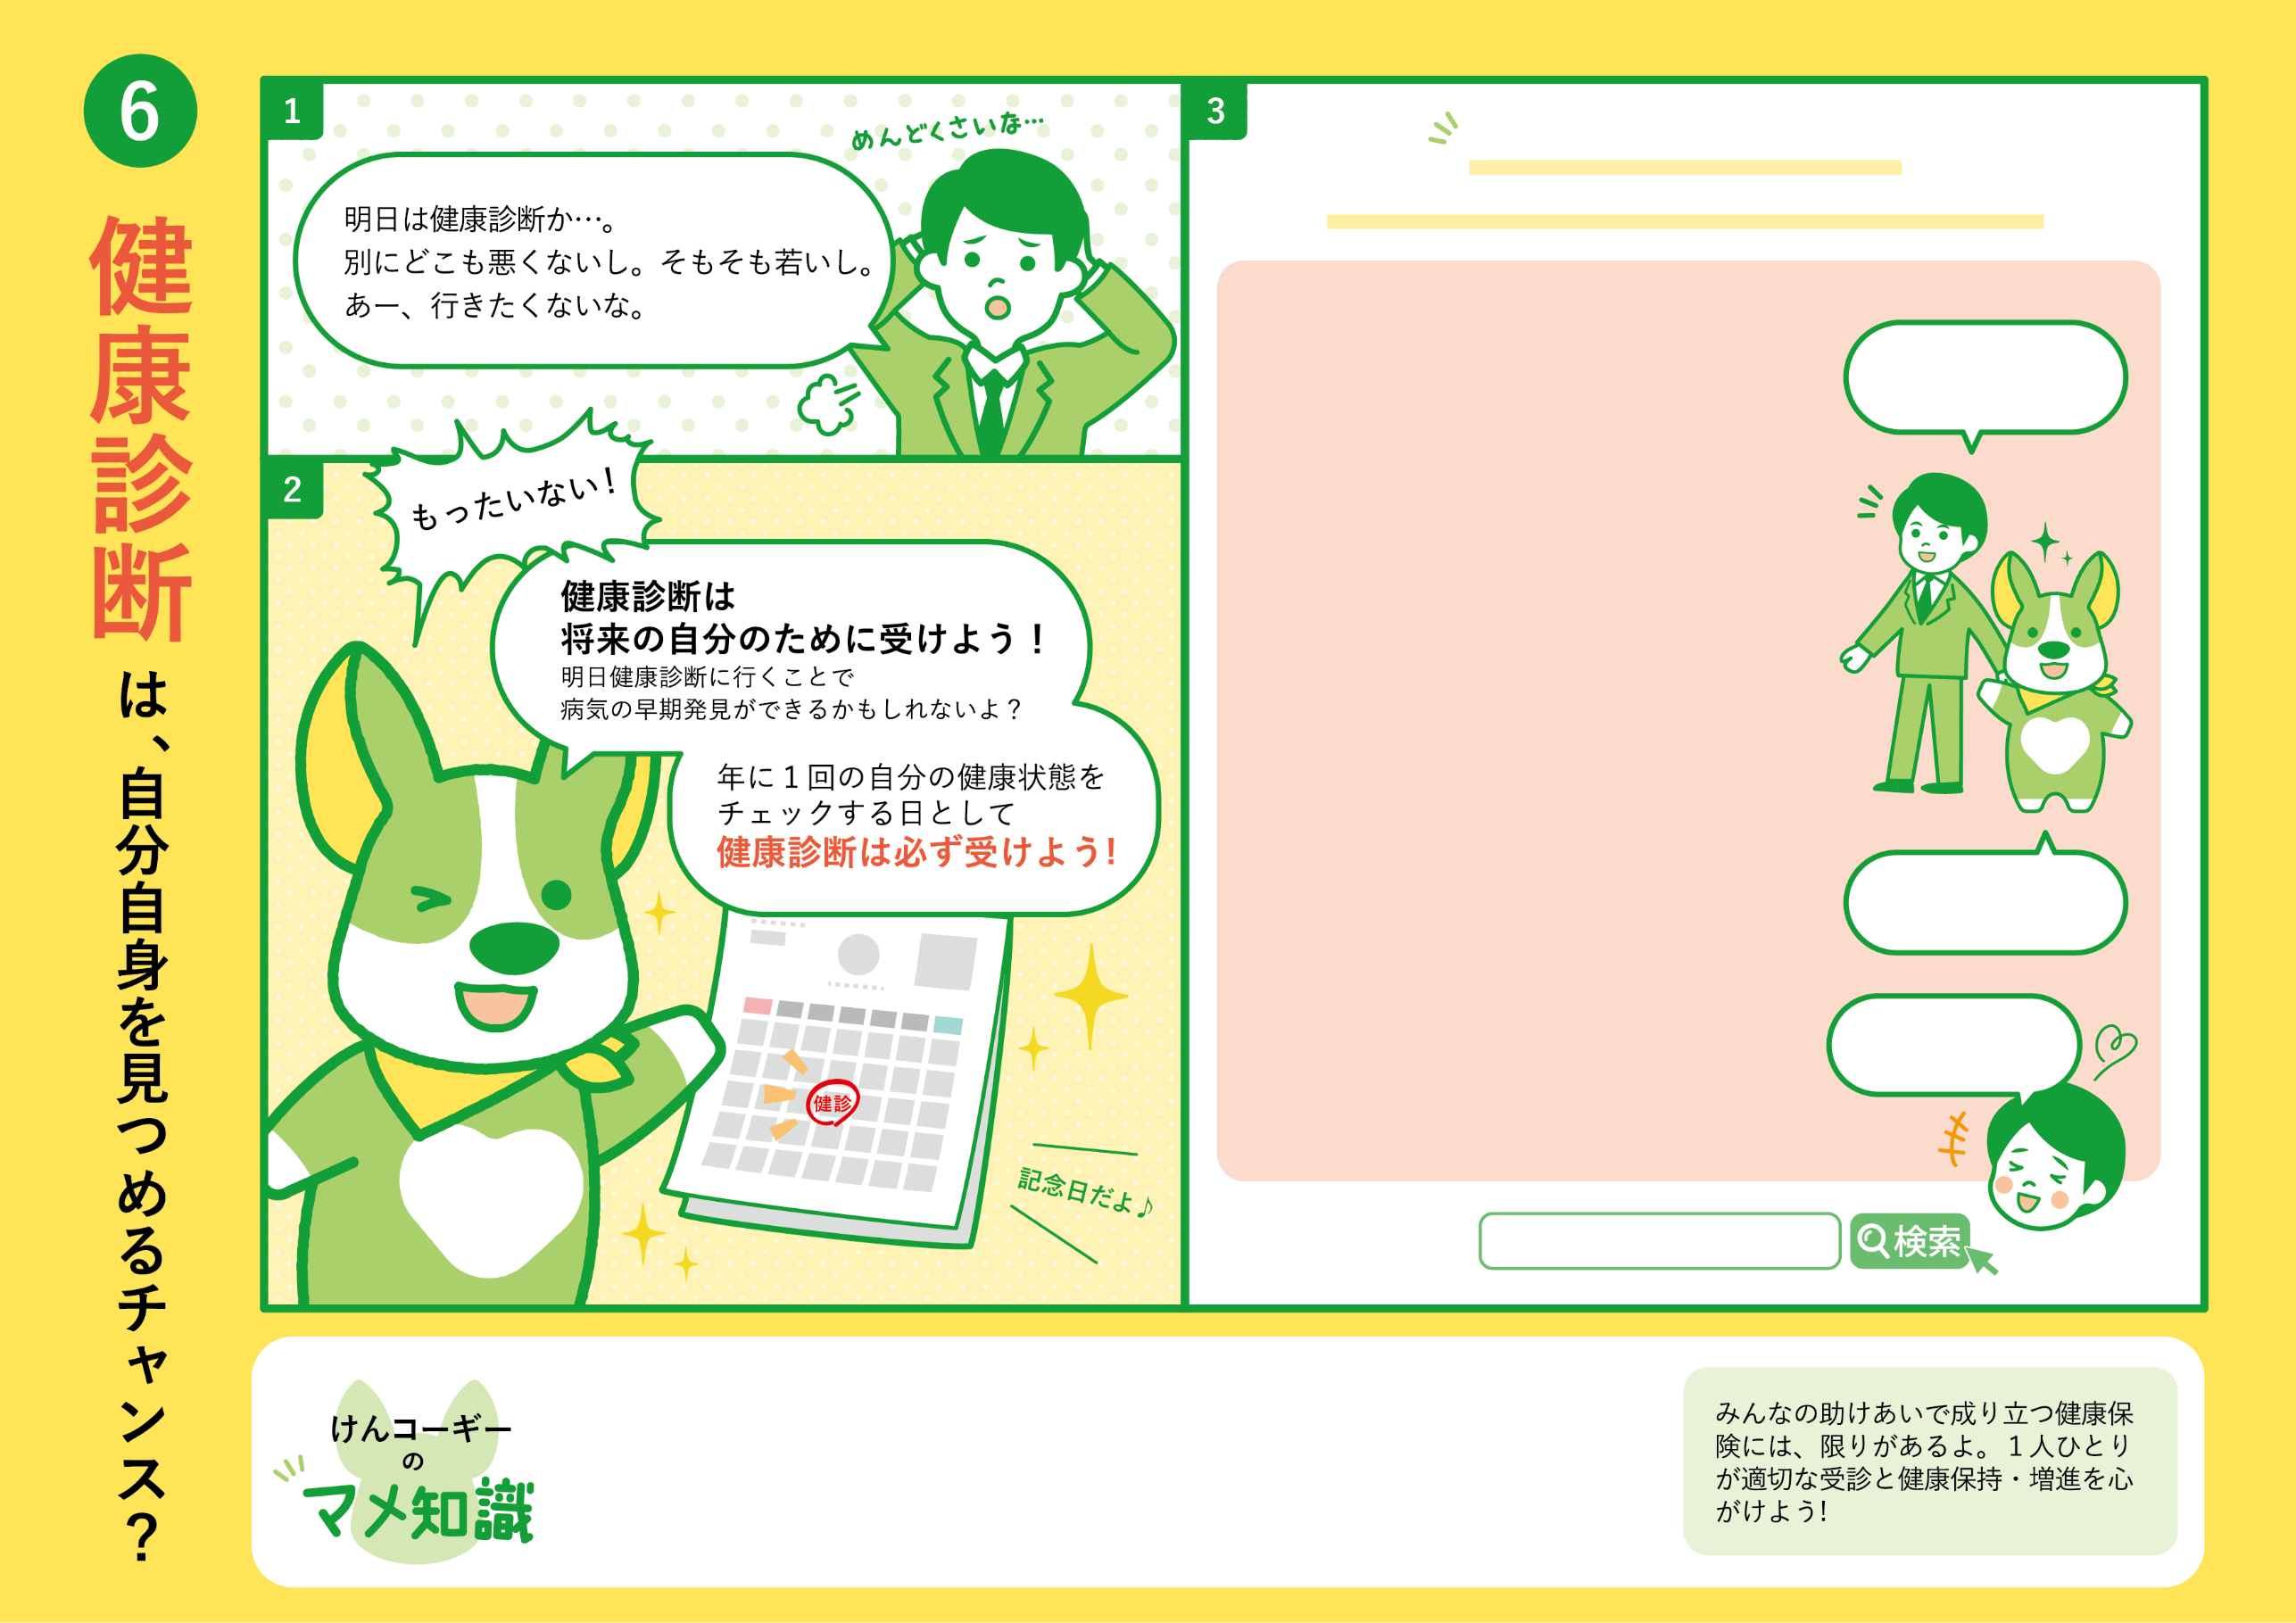 6
健康診断は、自分自身を見つめるチャンス？
1
めんどくさいな…
明日は健康診断か…。
別にどこも悪くないし。そもそも若いし。
あー、行きたくないな。
2
もったいない！
健康診断は
将来の自分のために受けよう！
明日健康診断に行くことで
病気の早期発見ができるかもしれないよ？
年に１回の自分の健康状態を
チェックする日として
健康診断は必ず受けよう!
健診
記念日だよ♪
3
検索
けんコーギー
の
マメ知識
みんなの助けあいで成り立つ健康保
険には、限りがあるよ。１人ひとり
が適切な受診と健康保持・増進を心
がけよう!